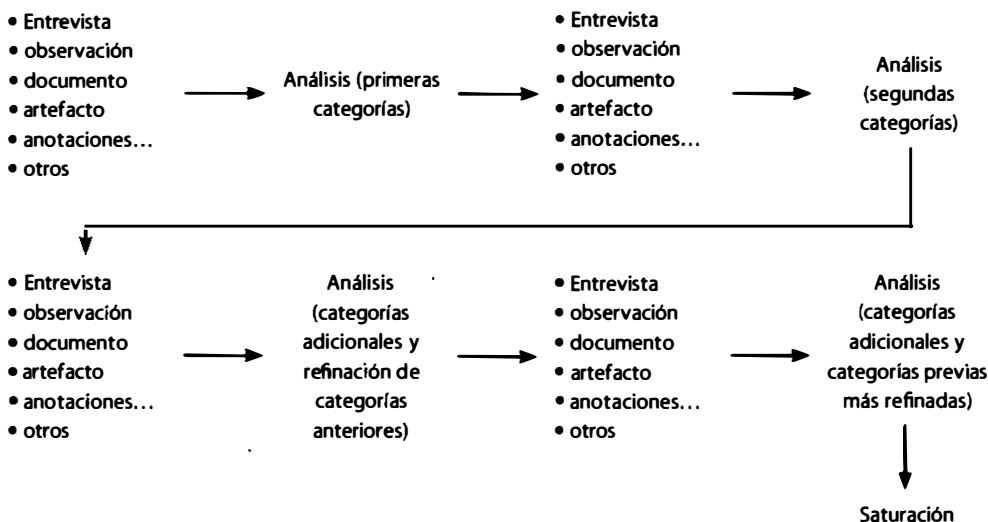 • Entrevista
• observación
• documento
• artefacto
• anotaciones...
• otros
Análisis (primeras
categorías)
• Entrevista
• observación
• documento
• artefacto
• anotaciones...
• otros
Análisis
(segundas
categorías)
• Entrevista
• observación
• documento
• artefacto
• anotaciones...
• otros
Análisis
(categorías
adicionales y
refinación de
categorías
anteriores)
• Entrevista
• observación
• documento
• artefacto
• anotaciones...
• otros
Análisis
(categorías
adicionales y
categorías previas
más refinadas)
Saturación